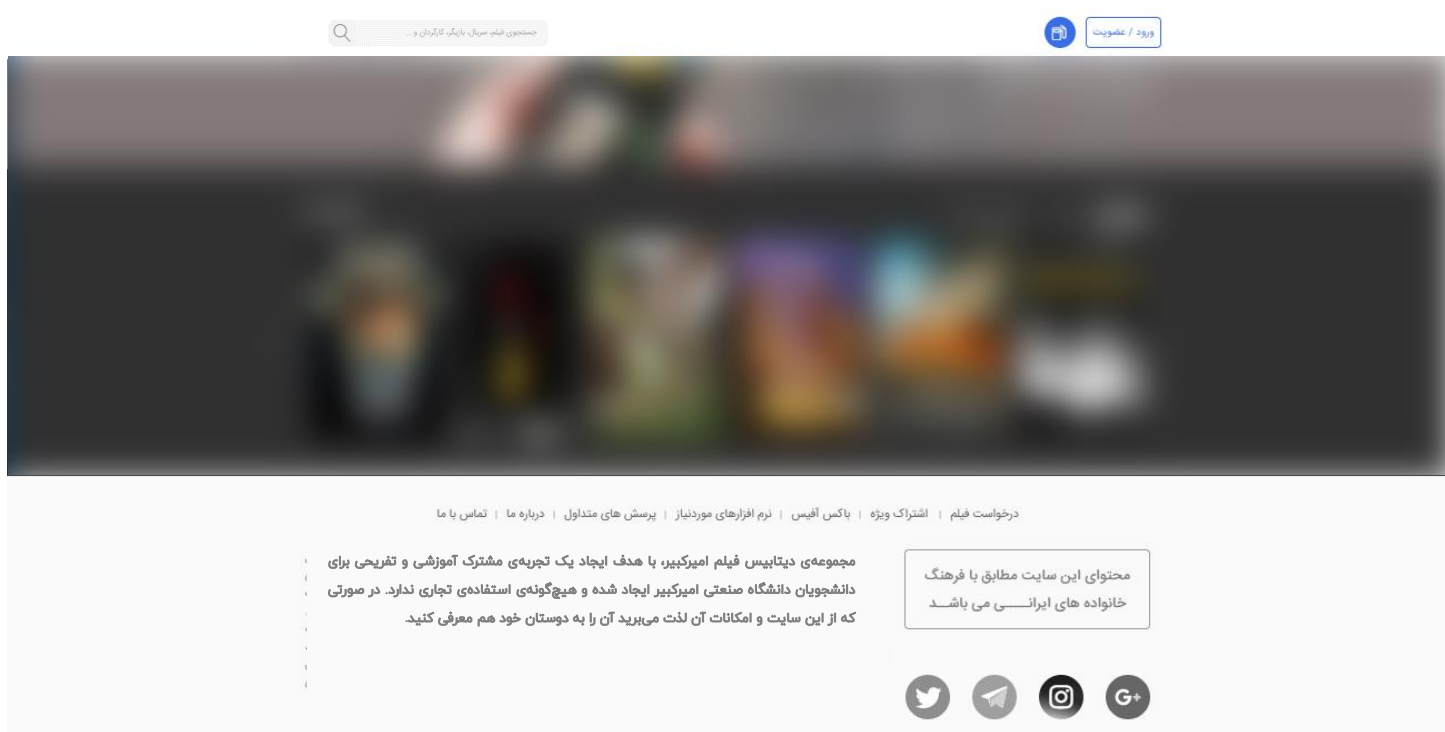 ورود / عضویت
جستجوی فیلم، سریال، بازیگر، کارگردان و ...
درخواست فیلم | اشتراک ویژه | باکس آفیس | نرم افزارهای موردنیاز | پرسش های متداول | درباره ما | تماس با ما
محتوای این سایت مطابق با فرهنگ
خانواده های ایرانــــی می باشــد
مجموعه‌ی دیتابیس فیلم امیرکبیر، با هدف ایجاد یک تجربه‌ی مشترک آموزشی و تفریحی برای
دانشجویان دانشگاه صنعتی امیرکبیر ایجاد شده و هیچ‌گونه‌ی استفاده‌ی تجاری ندارد. در صورتی
که از این سایت و امکانات آن لذت می‌برید آن را به دوستان خود هم معرفی کنید.
G+